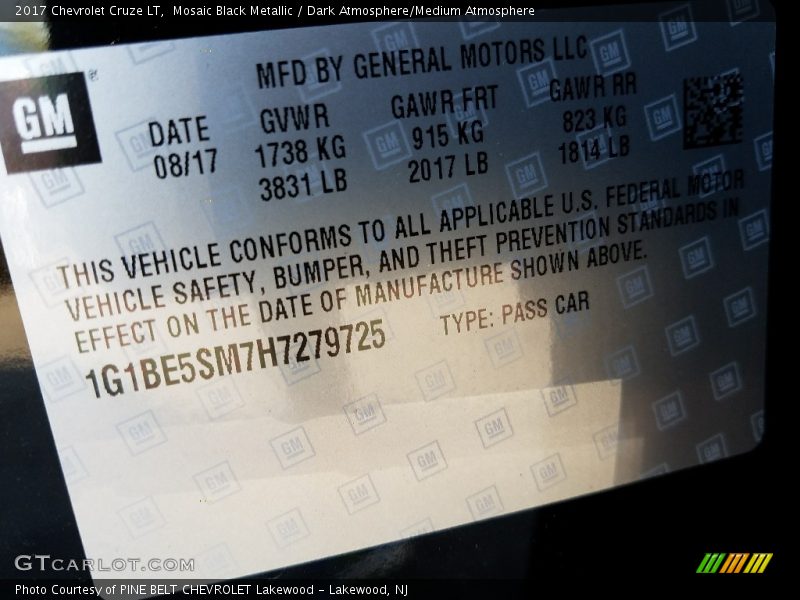 2017 Chevrolet Cruze LT, Mosaic Black Metallic / Dark Atmosphere/Medium Atmosphere
GM ®
MFD BY GENERAL MOTORS LLC
DATE GVWR GAWR FRT GAWR RR
08/17 1738 KG 915 KG 823 KG
3831 LB 2017 LB 1814 LB
THIS VEHICLE CONFORMS TO ALL APPLICABLE U.S. FEDERAL MOTOR
VEHICLE SAFETY, BUMPER, AND THEFT PREVENTION STANDARDS IN
EFFECT ON THE DATE OF MANUFACTURE SHOWN ABOVE.
1G1BE5SM7H7279725 TYPE: PASS CAR
GTcarlot.com
Photo Courtesy of PINE BELT CHEVROLET Lakewood - Lakewood, NJ